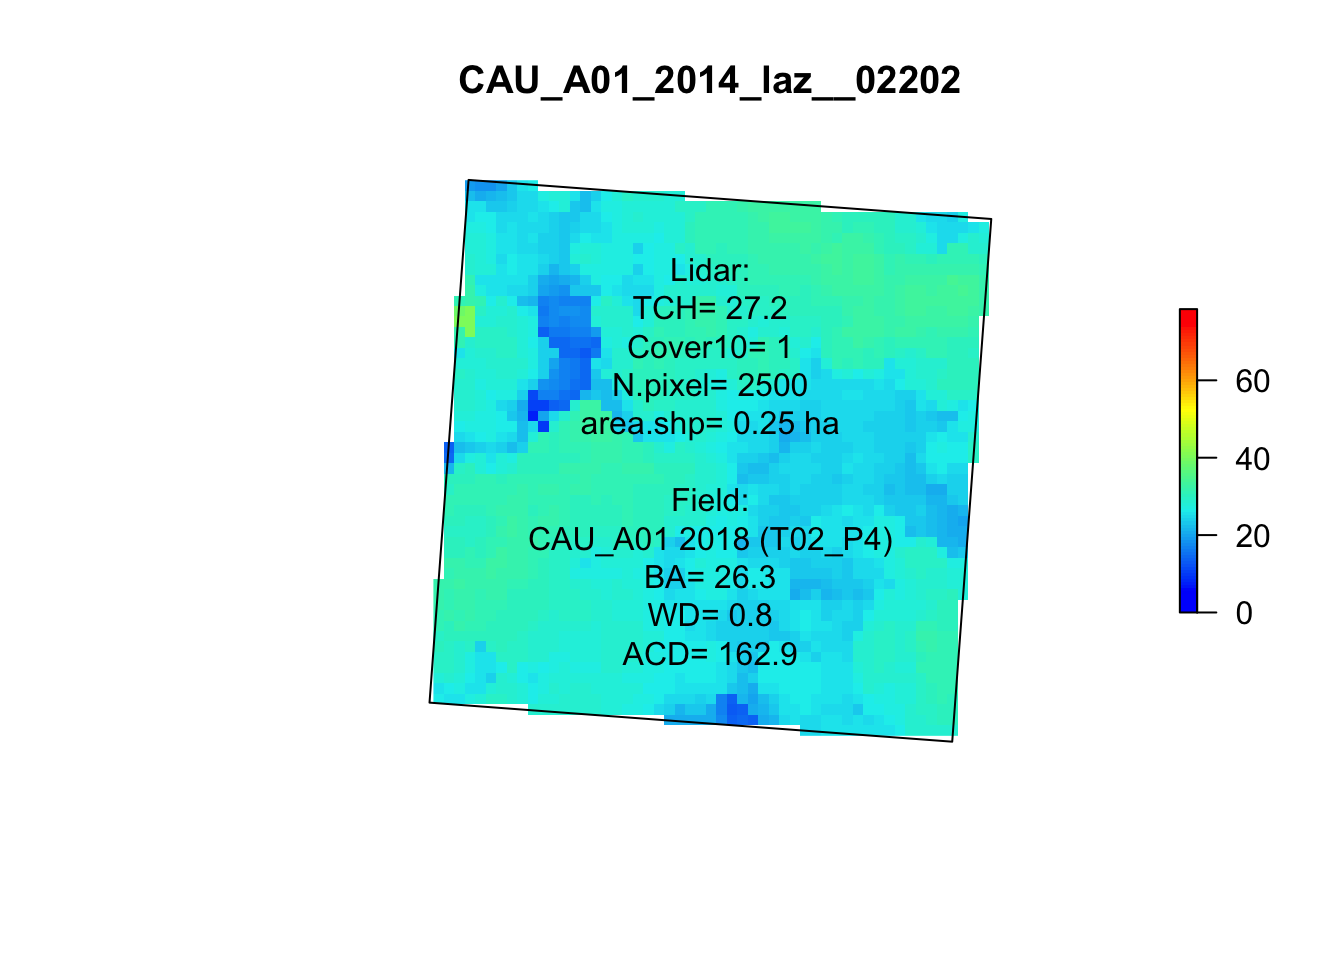 CAU_A01_2014_laz__02202
Lidar:
TCH= 27.2
Cover10= 1
N.pixel= 2500
area.shp= 0.25 ha
Field:
CAU_A01 2018 (T02_P4)
BA= 26.3
WD= 0.8
ACD= 162.9
60
40
20
0